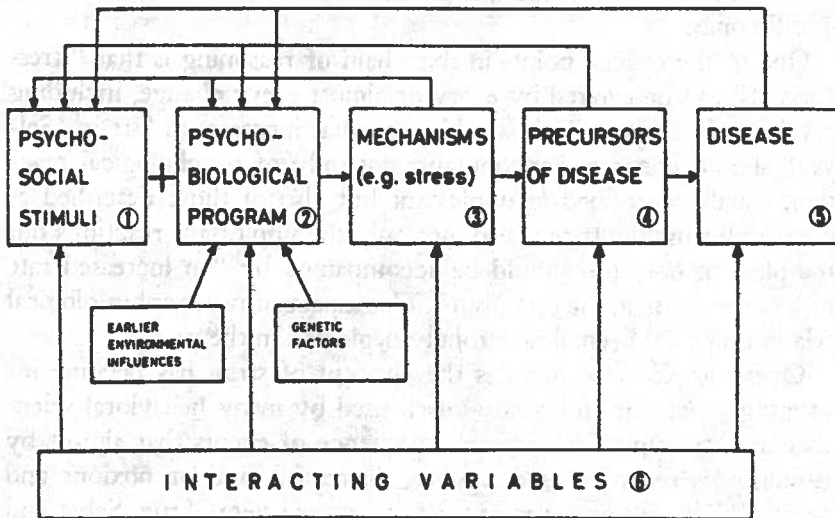 PSYCHO-
SOCIAL
STIMULI ①
+
PSYCHO-
BIOLOGICAL
PROGRAM ②
MECHANISMS
(e.g. stress)
③
PRECURSORS
OF DISEASE
④
DISEASE
⑤
EARLIER
ENVIRONMENTAL
INFLUENCES
GENETIC
FACTORS
INTERACTING VARIABLES ⑥